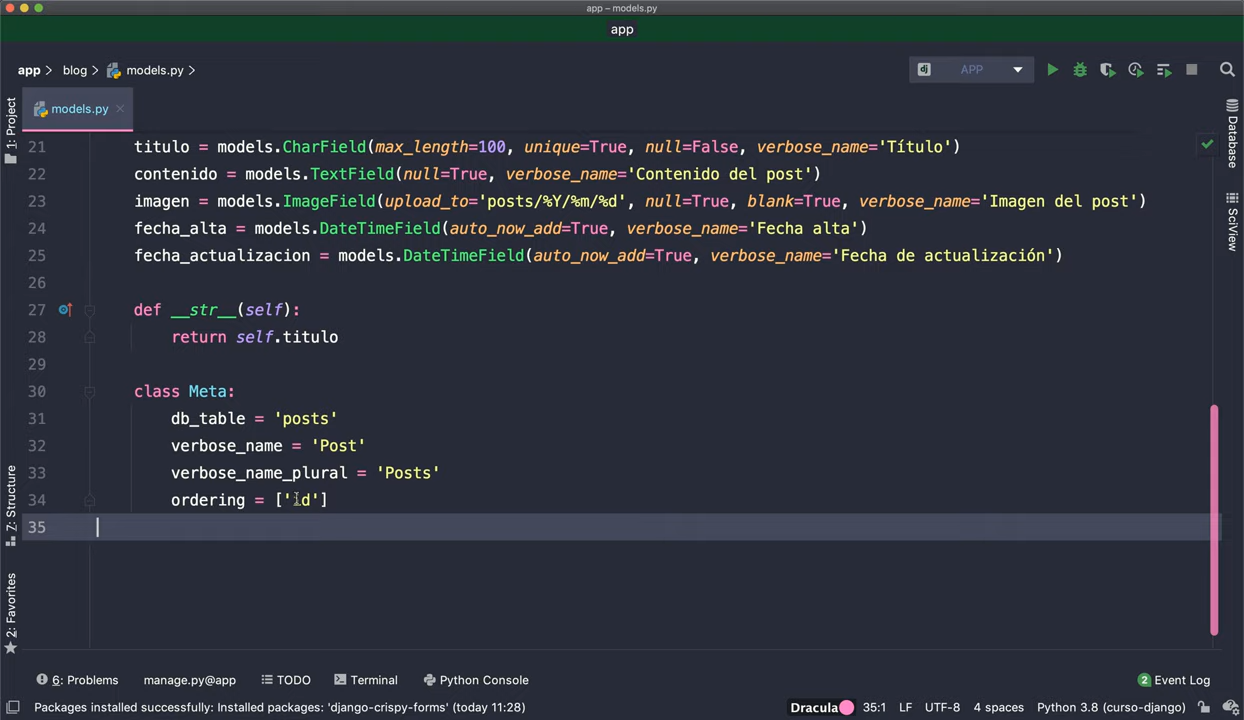 app – models.py
app
app > blog > models.py >
dj APP
1: Project
models.py ×
Database
SciView
21 titulo = models.CharField(max_length=100, unique=True, null=False, verbose_name='Título')
22 contenido = models.TextField(null=True, verbose_name='Contenido del post')
23 imagen = models.ImageField(upload_to='posts/%Y/%m/%d', null=True, blank=True, verbose_name='Imagen del post')
24 fecha_alta = models.DateTimeField(auto_now_add=True, verbose_name='Fecha alta')
25 fecha_actualizacion = models.DateTimeField(auto_now_add=True, verbose_name='Fecha de actualización')
26
27 def __str__(self):
28 return self.titulo
29
30 class Meta:
31 db_table = 'posts'
32 verbose_name = 'Post'
33 verbose_name_plural = 'Posts'
34 ordering = ['id']
35
7: Structure
2: Favorites
6: Problems manage.py@app TODO Terminal Python Console 2 Event Log
Packages installed successfully: Installed packages: 'django-crispy-forms' (today 11:28) Dracula 35:1 LF UTF-8 4 spaces Python 3.8 (curso-django)